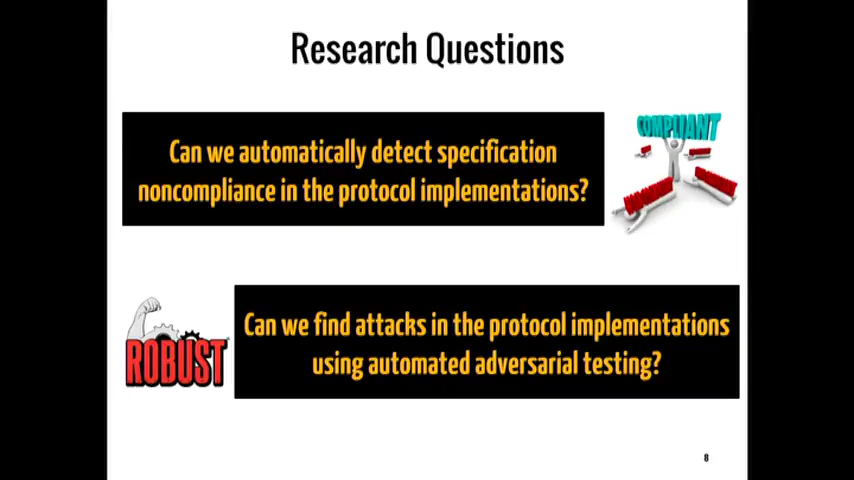 Research Questions
Can we automatically detect specification
noncompliance in the protocol implementations?
COMPLIANT
ROBUST
Can we find attacks in the protocol implementations
using automated adversarial testing?
8